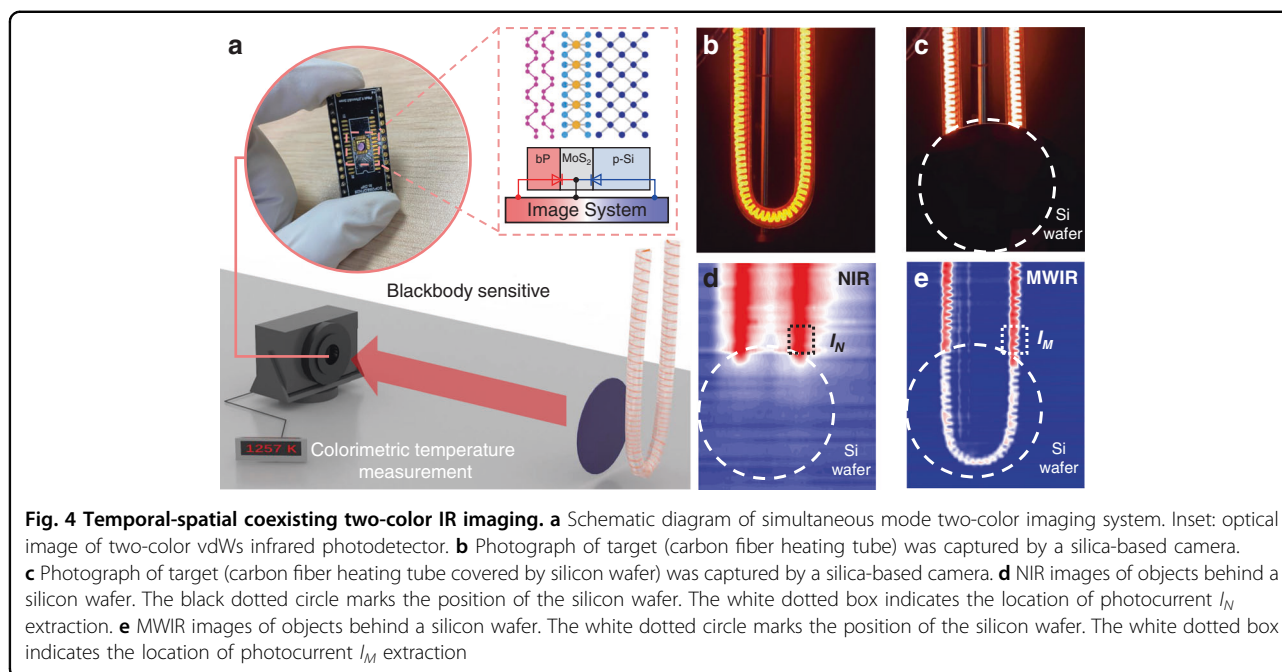 a
bP
MoS₂
p-Si
Image System
Blackbody sensitive
1257 K
Colorimetric temperature
measurement
b
c
Si
wafer
d
NIR
I_N
Si
wafer
e
MWIR
I_M
Si
wafer
Fig. 4 Temporal-spatial coexisting two-color IR imaging. a Schematic diagram of simultaneous mode two-color imaging system. Inset: optical
image of two-color vdWs infrared photodetector. b Photograph of target (carbon fiber heating tube) was captured by a silica-based camera.
c Photograph of target (carbon fiber heating tube covered by silicon wafer) was captured by a silica-based camera. d NIR images of objects behind a
silicon wafer. The black dotted circle marks the position of the silicon wafer. The white dotted box indicates the location of photocurrent I_N
extraction. e MWIR images of objects behind a silicon wafer. The white dotted circle marks the position of the silicon wafer. The white dotted box
indicates the location of photocurrent I_M extraction